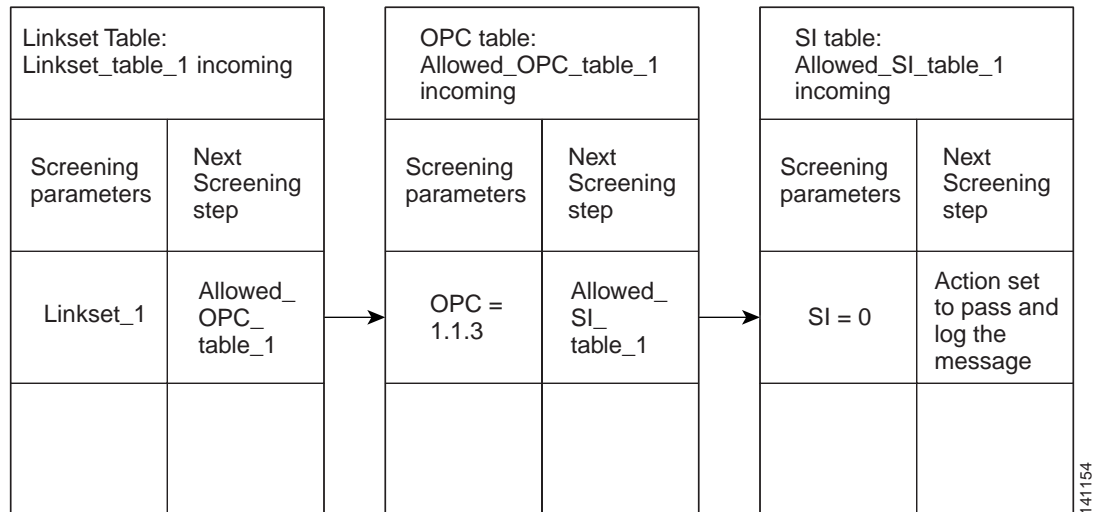 Linkset Table:
Linkset_table_1 incoming
OPC table:
Allowed_OPC_table_1
incoming
SI table:
Allowed_SI_table_1
incoming
Screening
parameters
Next
Screening
step
Screening
parameters
Next
Screening
step
Screening
parameters
Next
Screening
step
Linkset_1
Allowed_
OPC_
table_1
OPC =
1.1.3
Allowed_
SI_
table_1
SI = 0
Action set
to pass and
log the
message
141154